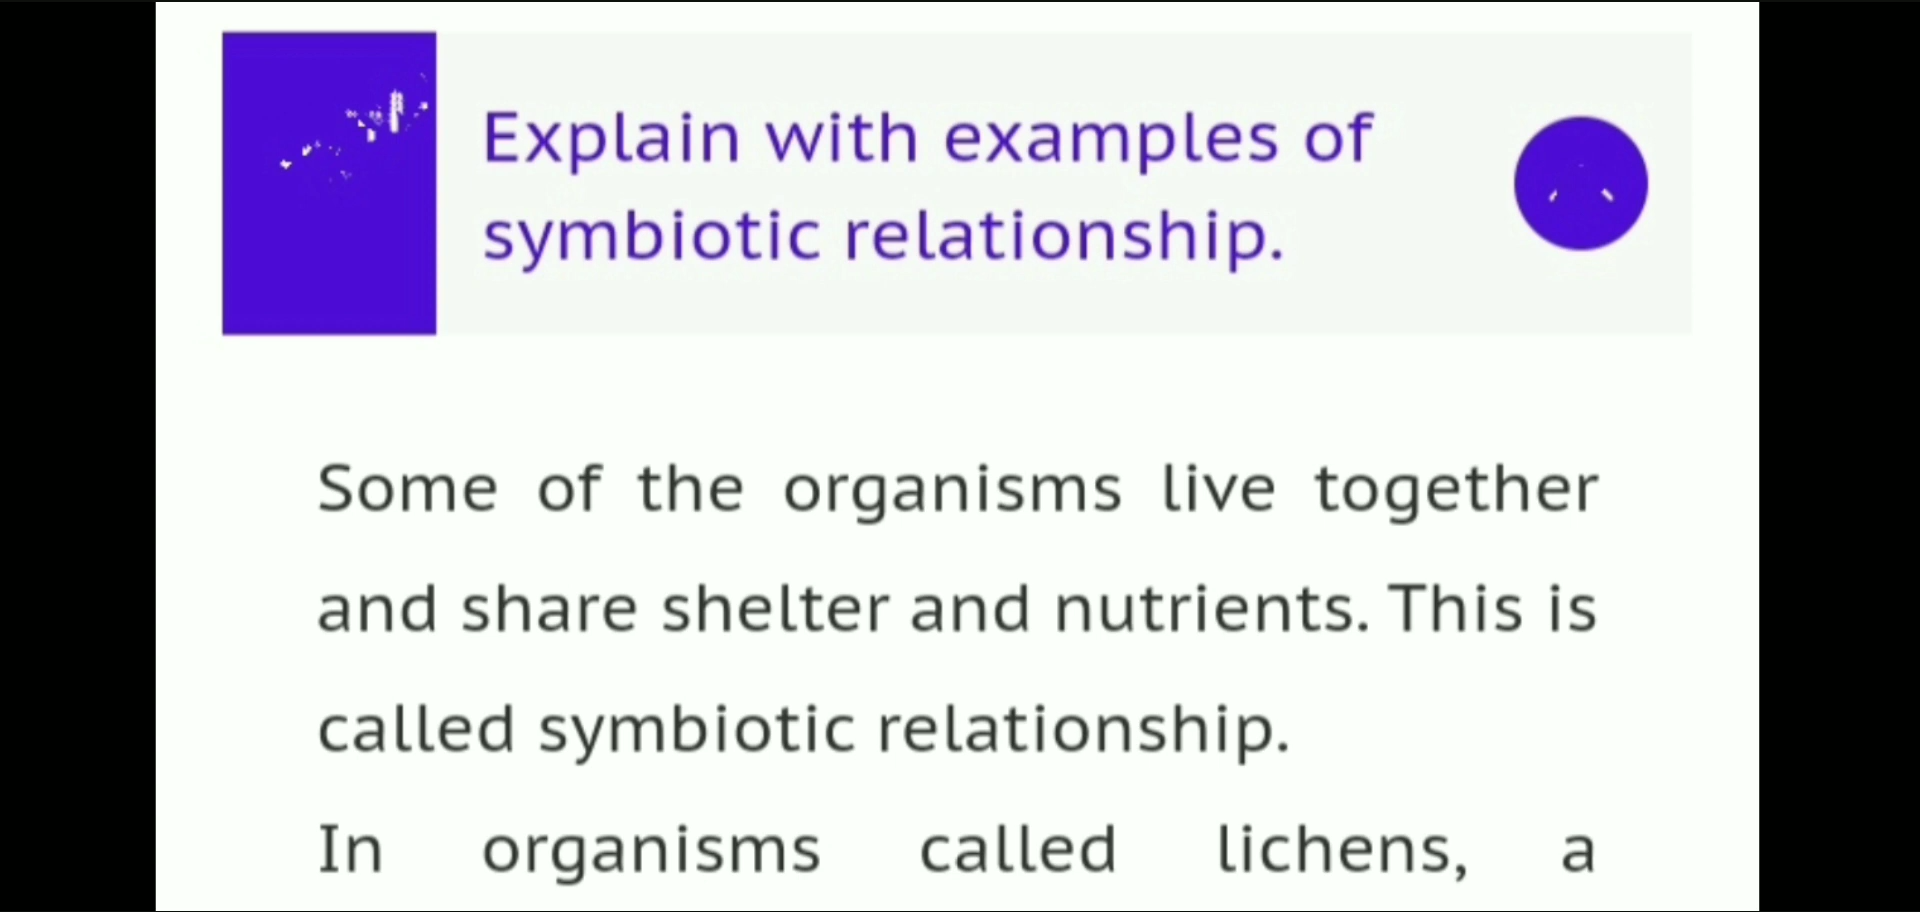 Explain with examples of
symbiotic relationship.
Some of the organisms live together
and share shelter and nutrients. This is
called symbiotic relationship.
In organisms called lichens, a